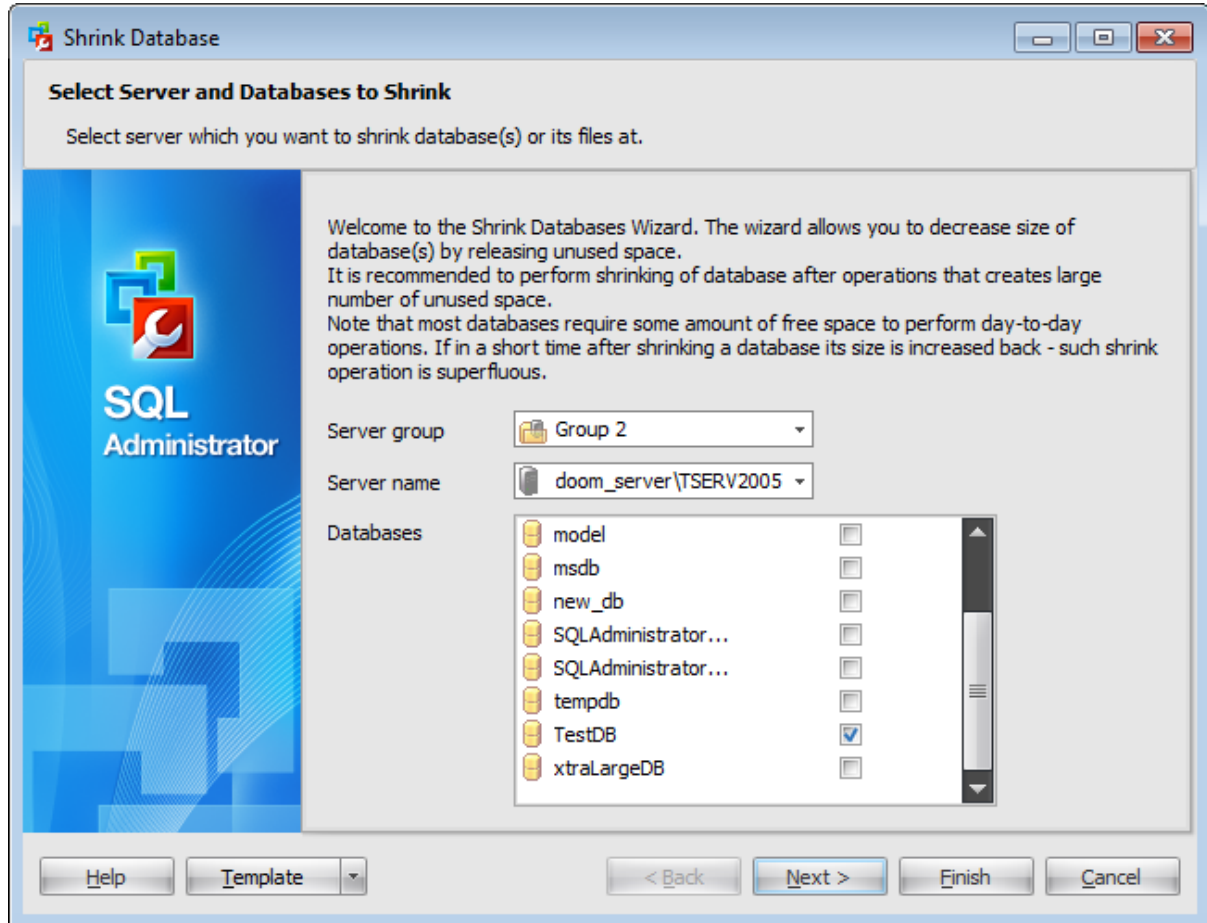 Shrink Database
Select Server and Databases to Shrink
Select server which you want to shrink database(s) or its files at.
Welcome to the Shrink Databases Wizard. The wizard allows you to decrease size of
database(s) by releasing unused space.
It is recommended to perform shrinking of database after operations that creates large
number of unused space.
Note that most databases require some amount of free space to perform day-to-day
operations. If in a short time after shrinking a database its size is increased back - such shrink
operation is superfluous.
SQL
Administrator
Server group
Group 2
Server name
doom_server\TSERV2005
Databases
model
msdb
new_db
SQLAdministrator...
SQLAdministrator...
tempdb
TestDB
xtraLargeDB
Help
Template
< Back
Next >
Finish
Cancel